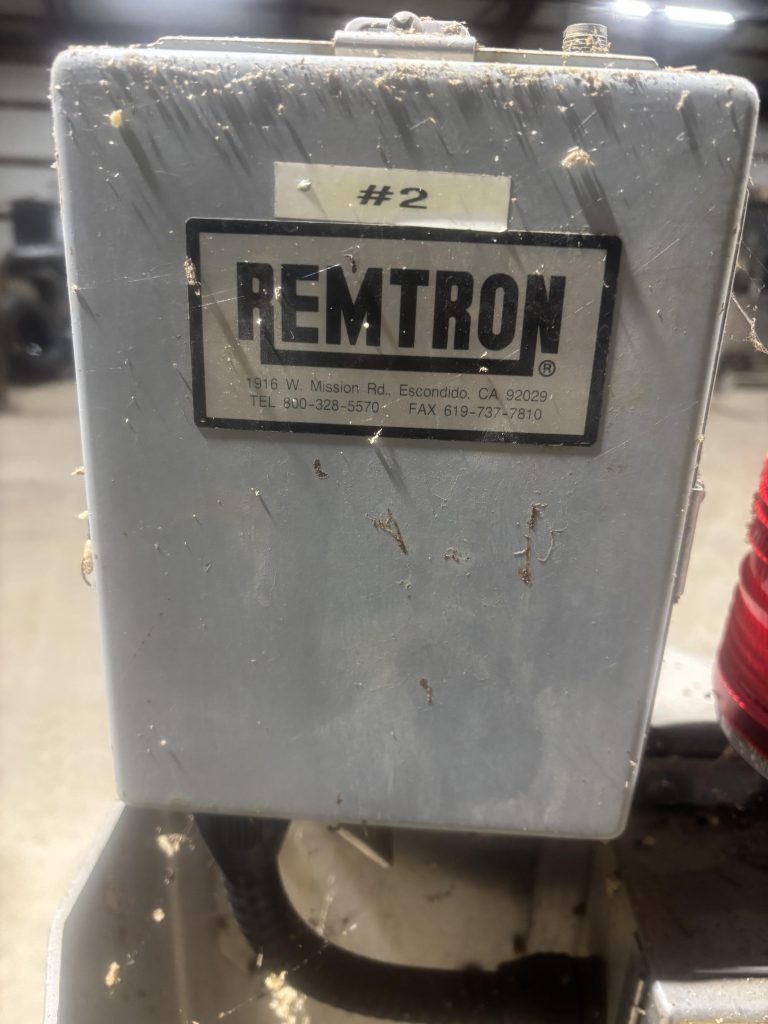 #2
REMTRON
®
1916 W. Mission Rd., Escondido, CA 92029
TEL 800-328-5570 FAX 619-737-7810